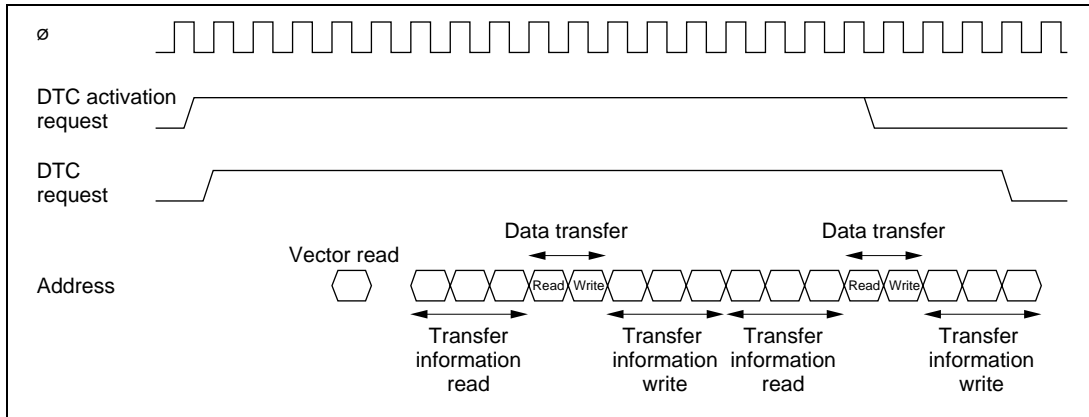 ø
DTC activation
request
DTC
request
Data transfer
Data transfer
Vector read
Address
Read
Write
Read
Write
Transfer
information
read
Transfer
information
write
Transfer
information
read
Transfer
information
write